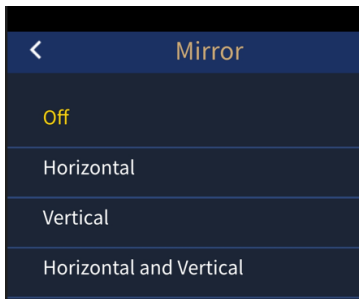 Mirror
Off
Horizontal
Vertical
Horizontal and Vertical